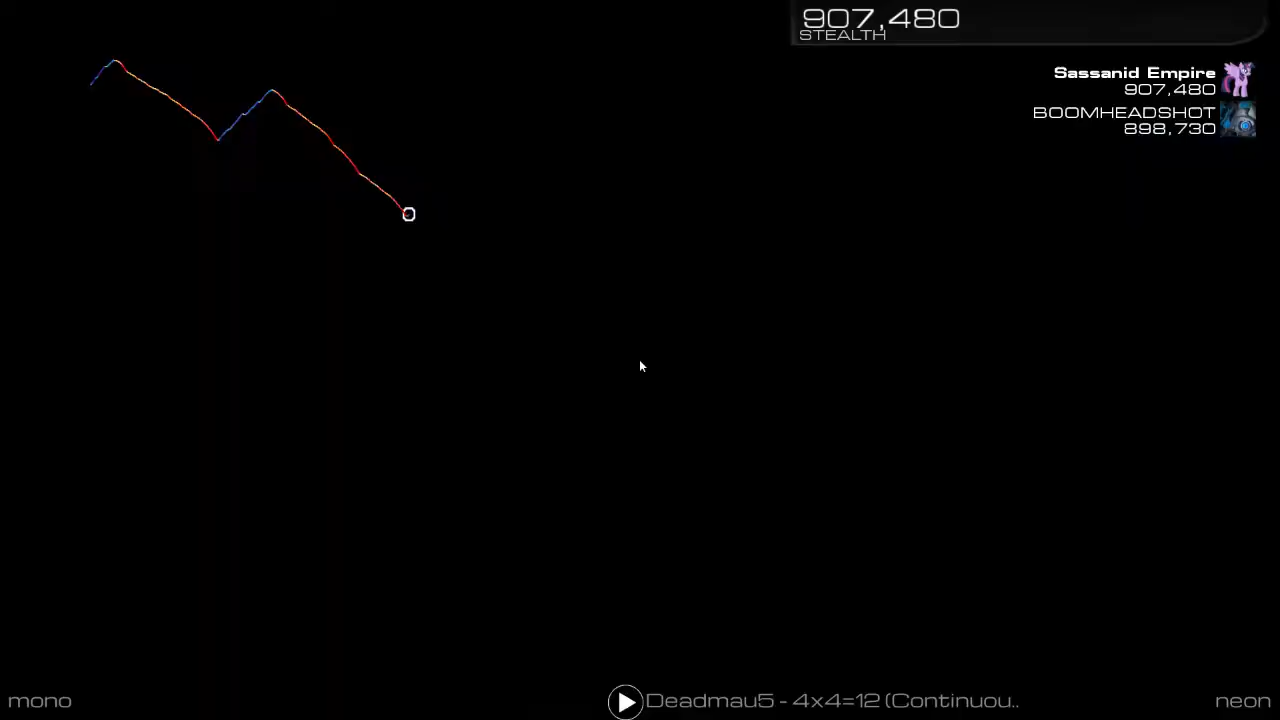 907,480
STEALTH
Sassanid Empire
907,480
BOOMHEADSHOT
898,730
mono
Deadmau5 - 4x4=12 (Continuou..
neon